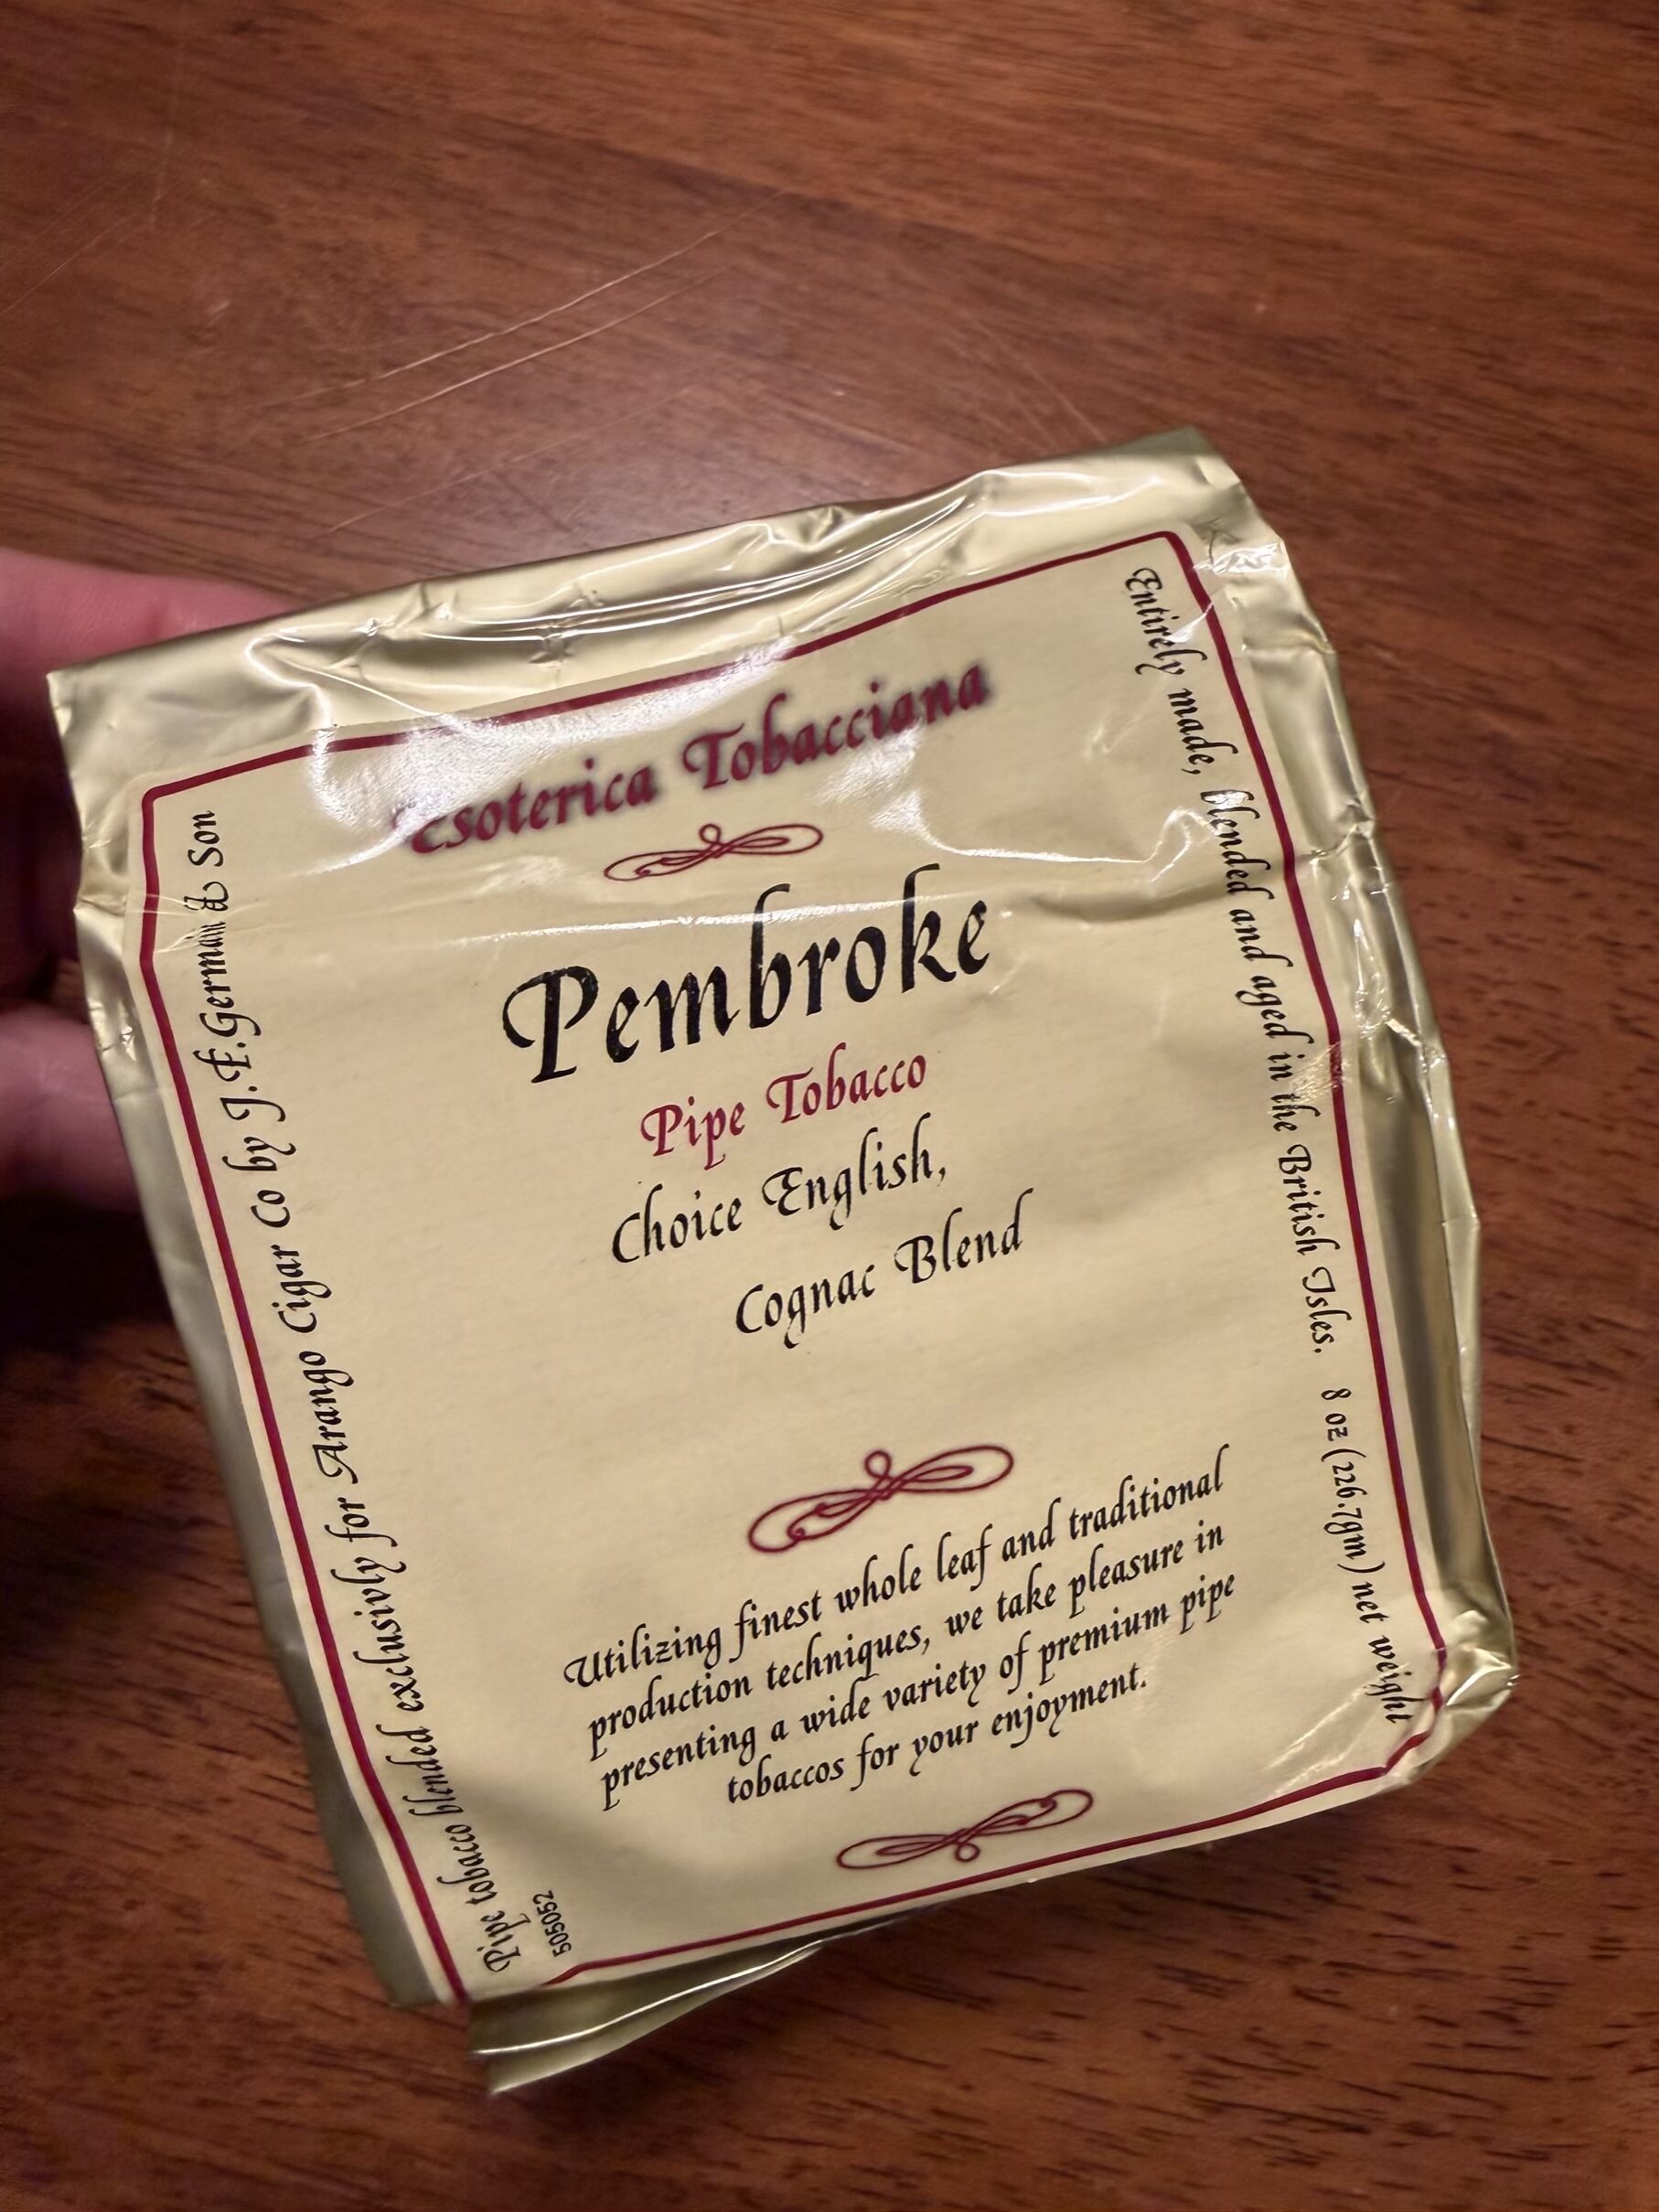 Esoterica Tobacciana
Pembroke
Pipe Tobacco
Choice English,
Cognac Blend
Utilizing finest whole leaf and traditional
production techniques, we take pleasure in
presenting a wide variety of premium pipe
tobaccos for your enjoyment.
Pipe tobacco blended exclusivly for Arango Cigar Co by J.F.Germain & Son
505052
Entirely made, blended and aged in the British Isles. 8 oz (226.7gm) net weight